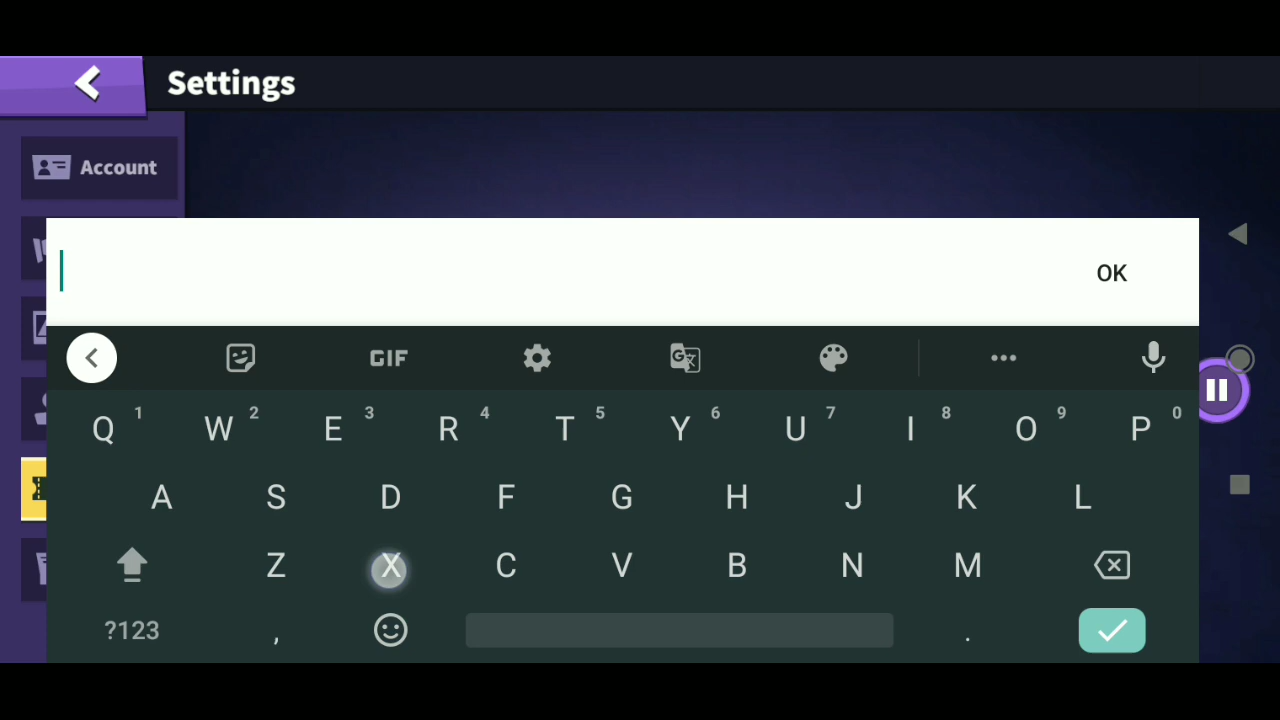 Settings
Account
OK
GIF
Q 1 W 2 E 3 R 4 T 5 Y 6 U 7 I 8 O 9 P 0
A S D F G H J K L
Z X C V B N M
?123 , .